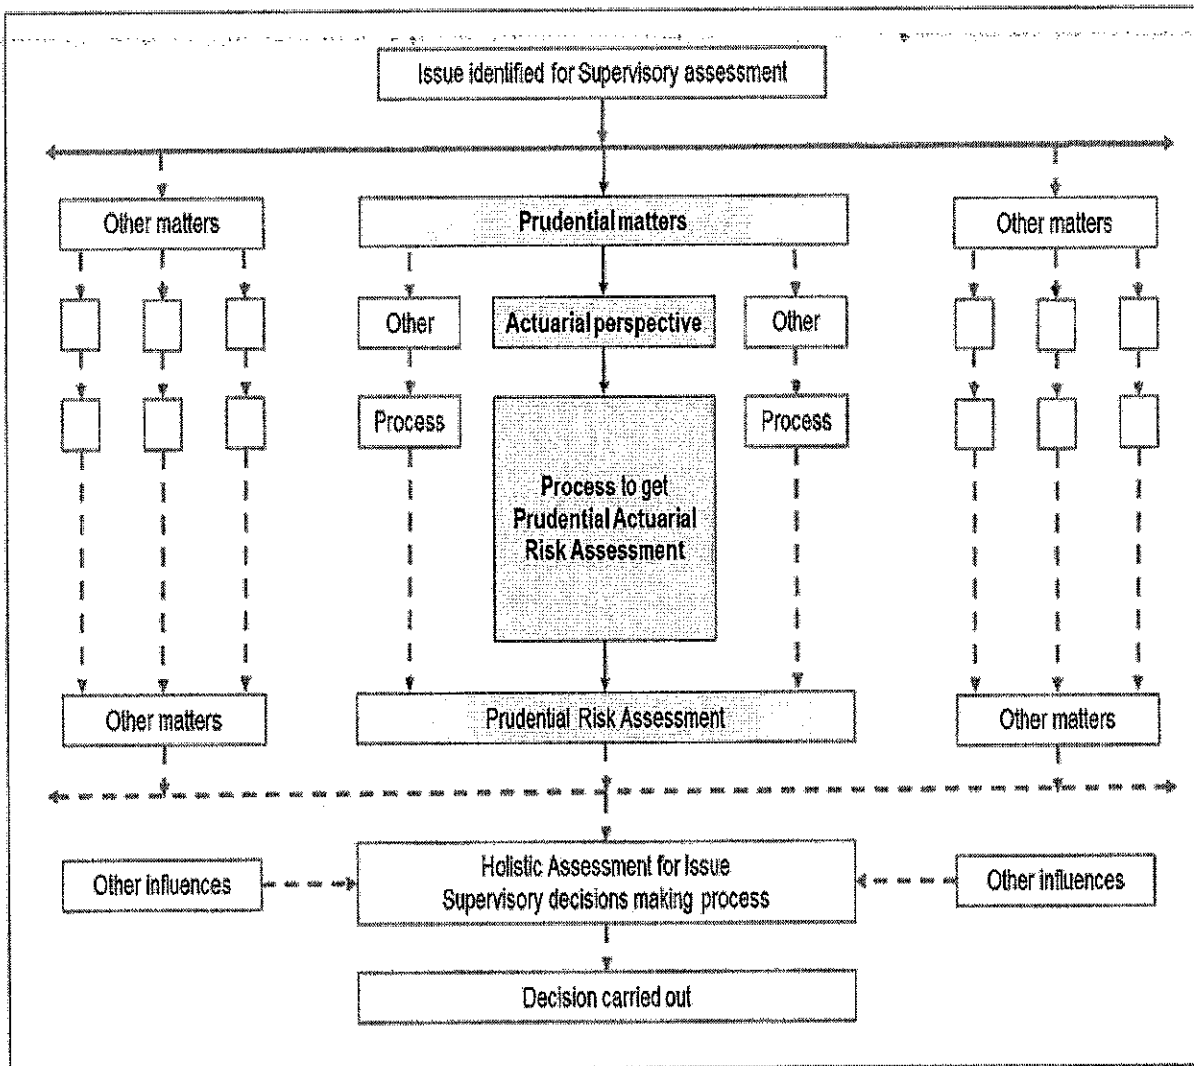 Issue identified for Supervisory assessment
Other matters
Prudential matters
Other matters
Other
Actuarial perspective
Other
Process
Process to get
Prudential Actuarial
Risk Assessment
Process
Other matters
Prudential Risk Assessment
Other matters
Other influences
Holistic Assessment for Issue
Supervisory decisions making process
Other influences
Decision carried out